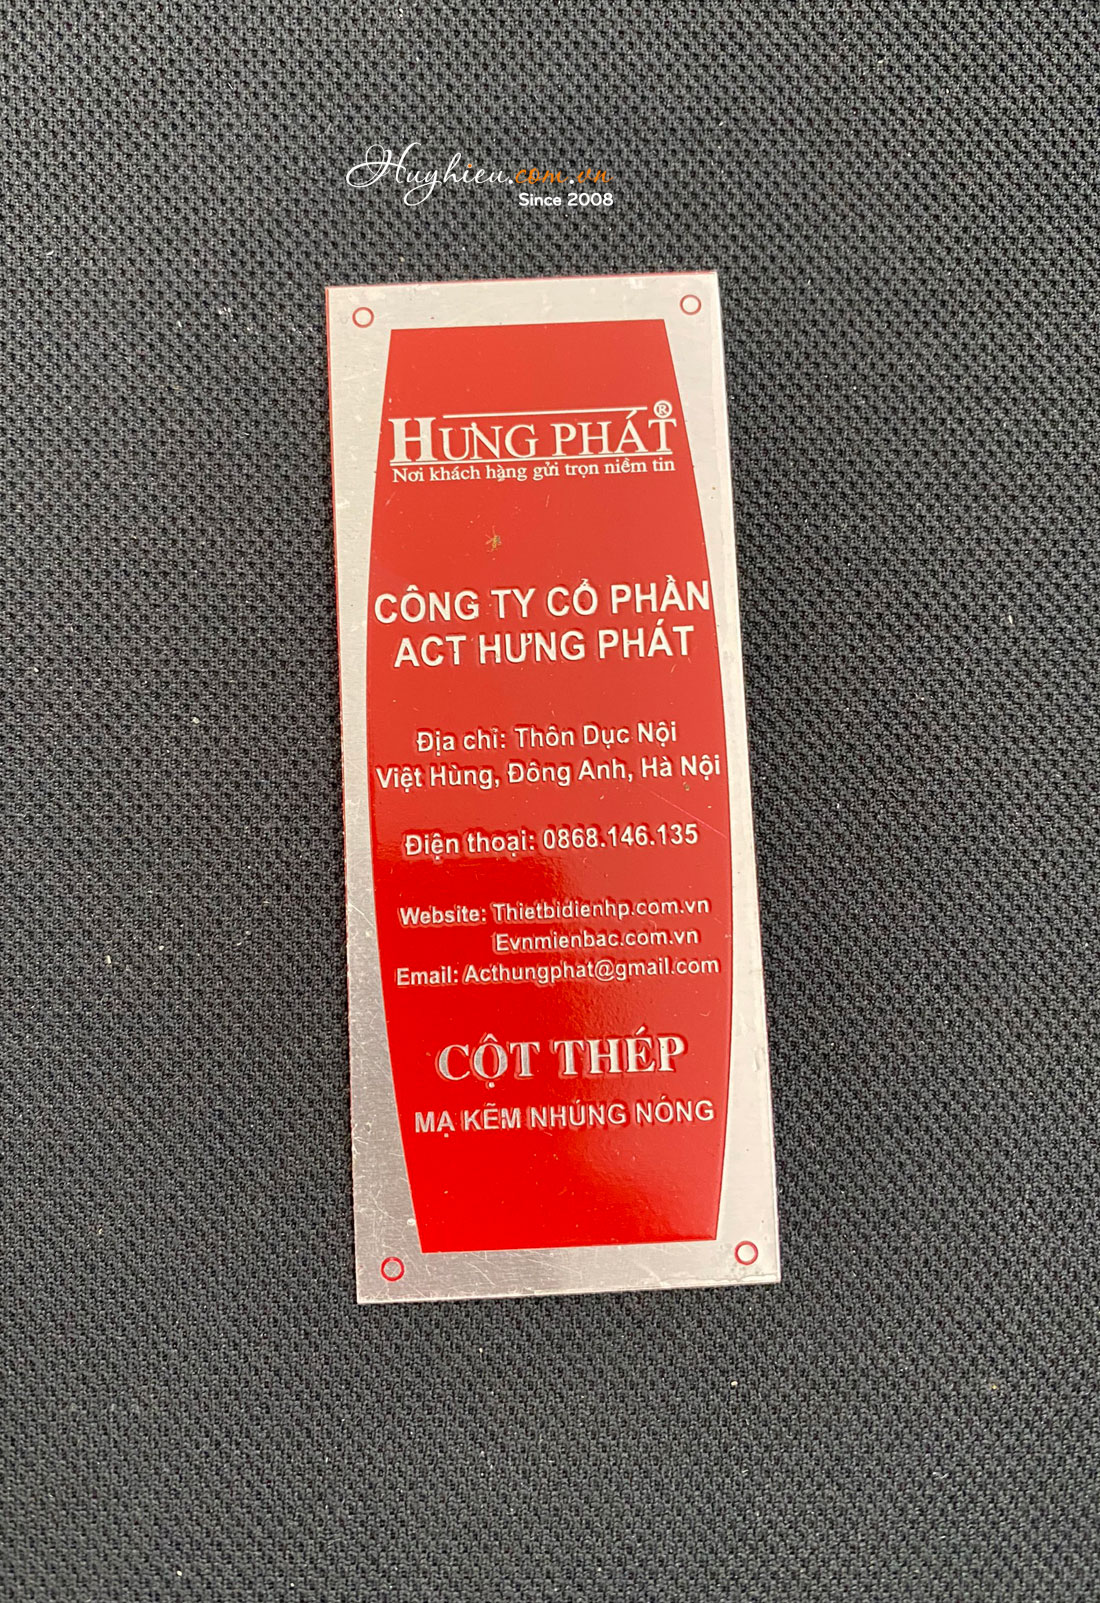 Huyhieu.com.vn
Since 2008
HƯNG PHÁT®
Nơi khách hàng gửi trọn niềm tin
CÔNG TY CỔ PHẦN
ACT HƯNG PHÁT
Địa chỉ: Thôn Dục Nội
Việt Hùng, Đông Anh, Hà Nội
Điện thoại: 0868.146.135
Website: Thietbidienhp.com.vn
Evnmienbac.com.vn
Email: Acthungphat@gmail.com
CỘT THÉP
MẠ KẼM NHÚNG NÓNG